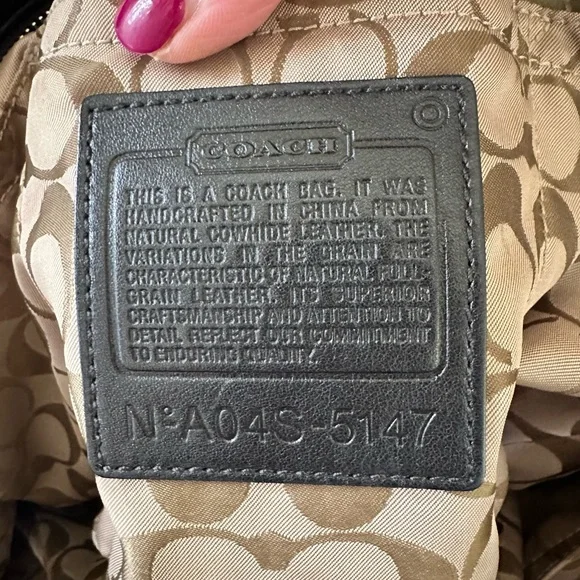 COACH
THIS IS A COACH BAG. IT WAS
HANDCRAFTED IN CHINA FROM
NATURAL COWHIDE LEATHER. THE
VARIATIONS IN THE GRAIN ARE
CHARACTERISTIC OF NATURAL FULL-
GRAIN LEATHER. ITS SUPERIOR
CRAFTSMANSHIP AND ATTENTION TO
DETAIL REFLECT OUR COMMITMENT
TO ENDURING QUALITY.
Nº A04S-5147